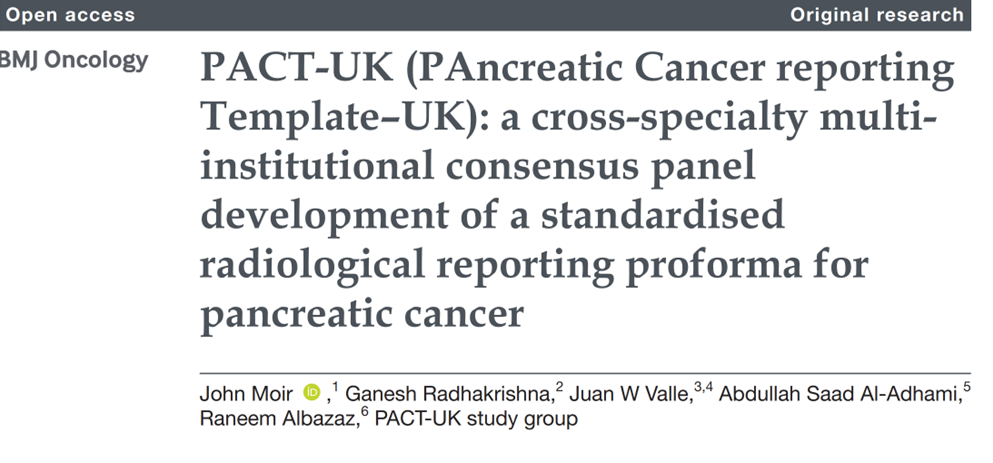 Open access
Original research
BMJ Oncology
PACT-UK (PAncreatic Cancer reporting
Template–UK): a cross-specialty multi-
institutional consensus panel
development of a standardised
radiological reporting proforma for
pancreatic cancer
John Moir iD ,1 Ganesh Radhakrishna,2 Juan W Valle,3,4 Abdullah Saad Al-Adhami,5
Raneem Albazaz,6 PACT-UK study group